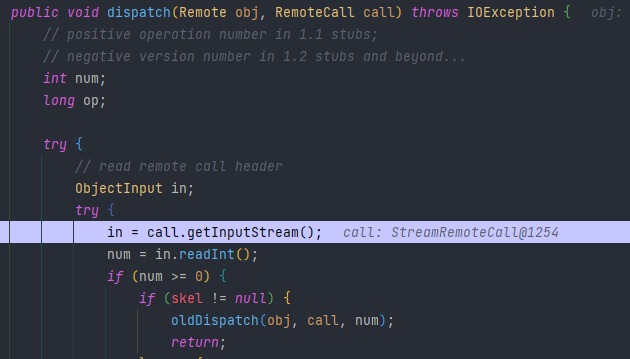 public void dispatch(Remote obj, RemoteCall call) throws IOException { obj:
// positive operation number in 1.1 stubs;
// negative version number in 1.2 stubs and beyond...
int num;
long op;
try {
// read remote call header
ObjectInput in;
try {
in = call.getInputStream(); call: StreamRemoteCall@1254
num = in.readInt();
if (num >= 0) {
if (skel != null) {
oldDispatch(obj, call, num);
return;